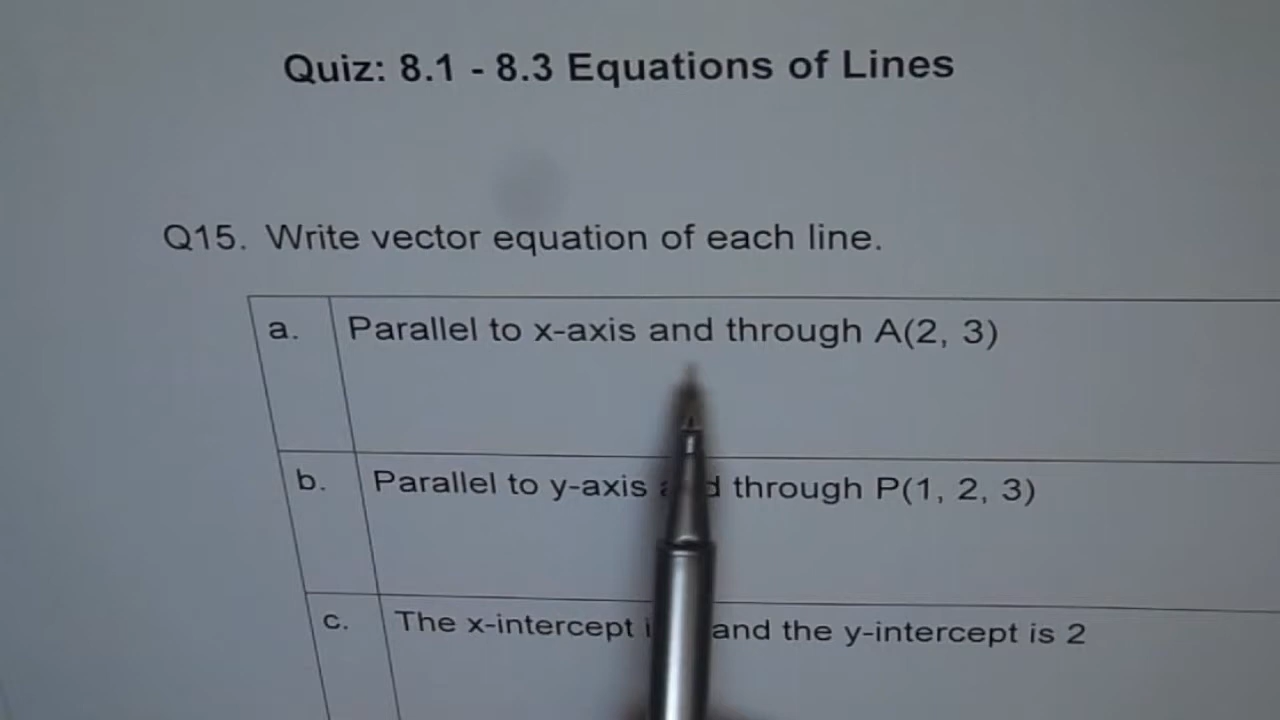 Quiz: 8.1 - 8.3 Equations of Lines
Q15. Write vector equation of each line.
a. Parallel to x-axis and through A(2, 3)
b. Parallel to y-axis through P(1, 2, 3)
c. The x-intercept and the y-intercept is 2